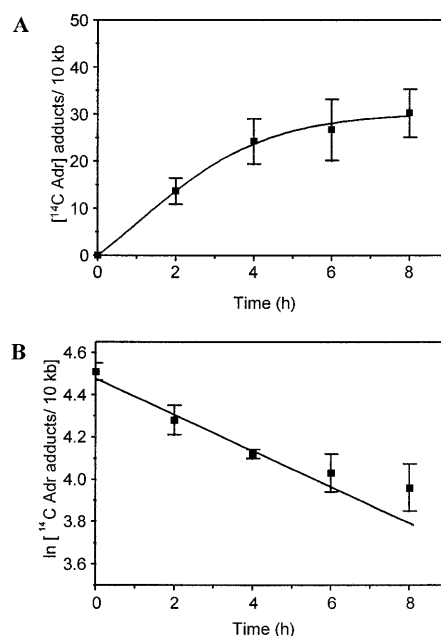 A
[¹⁴C Adr] adducts/ 10 kb
50
40
30
20
10
0
0 2 4 6 8
Time (h)
B
ln [ ¹⁴C Adr adducts/ 10 kb]
4.6
4.4
4.2
4.0
3.8
3.6
0 2 4 6 8
Time (h)